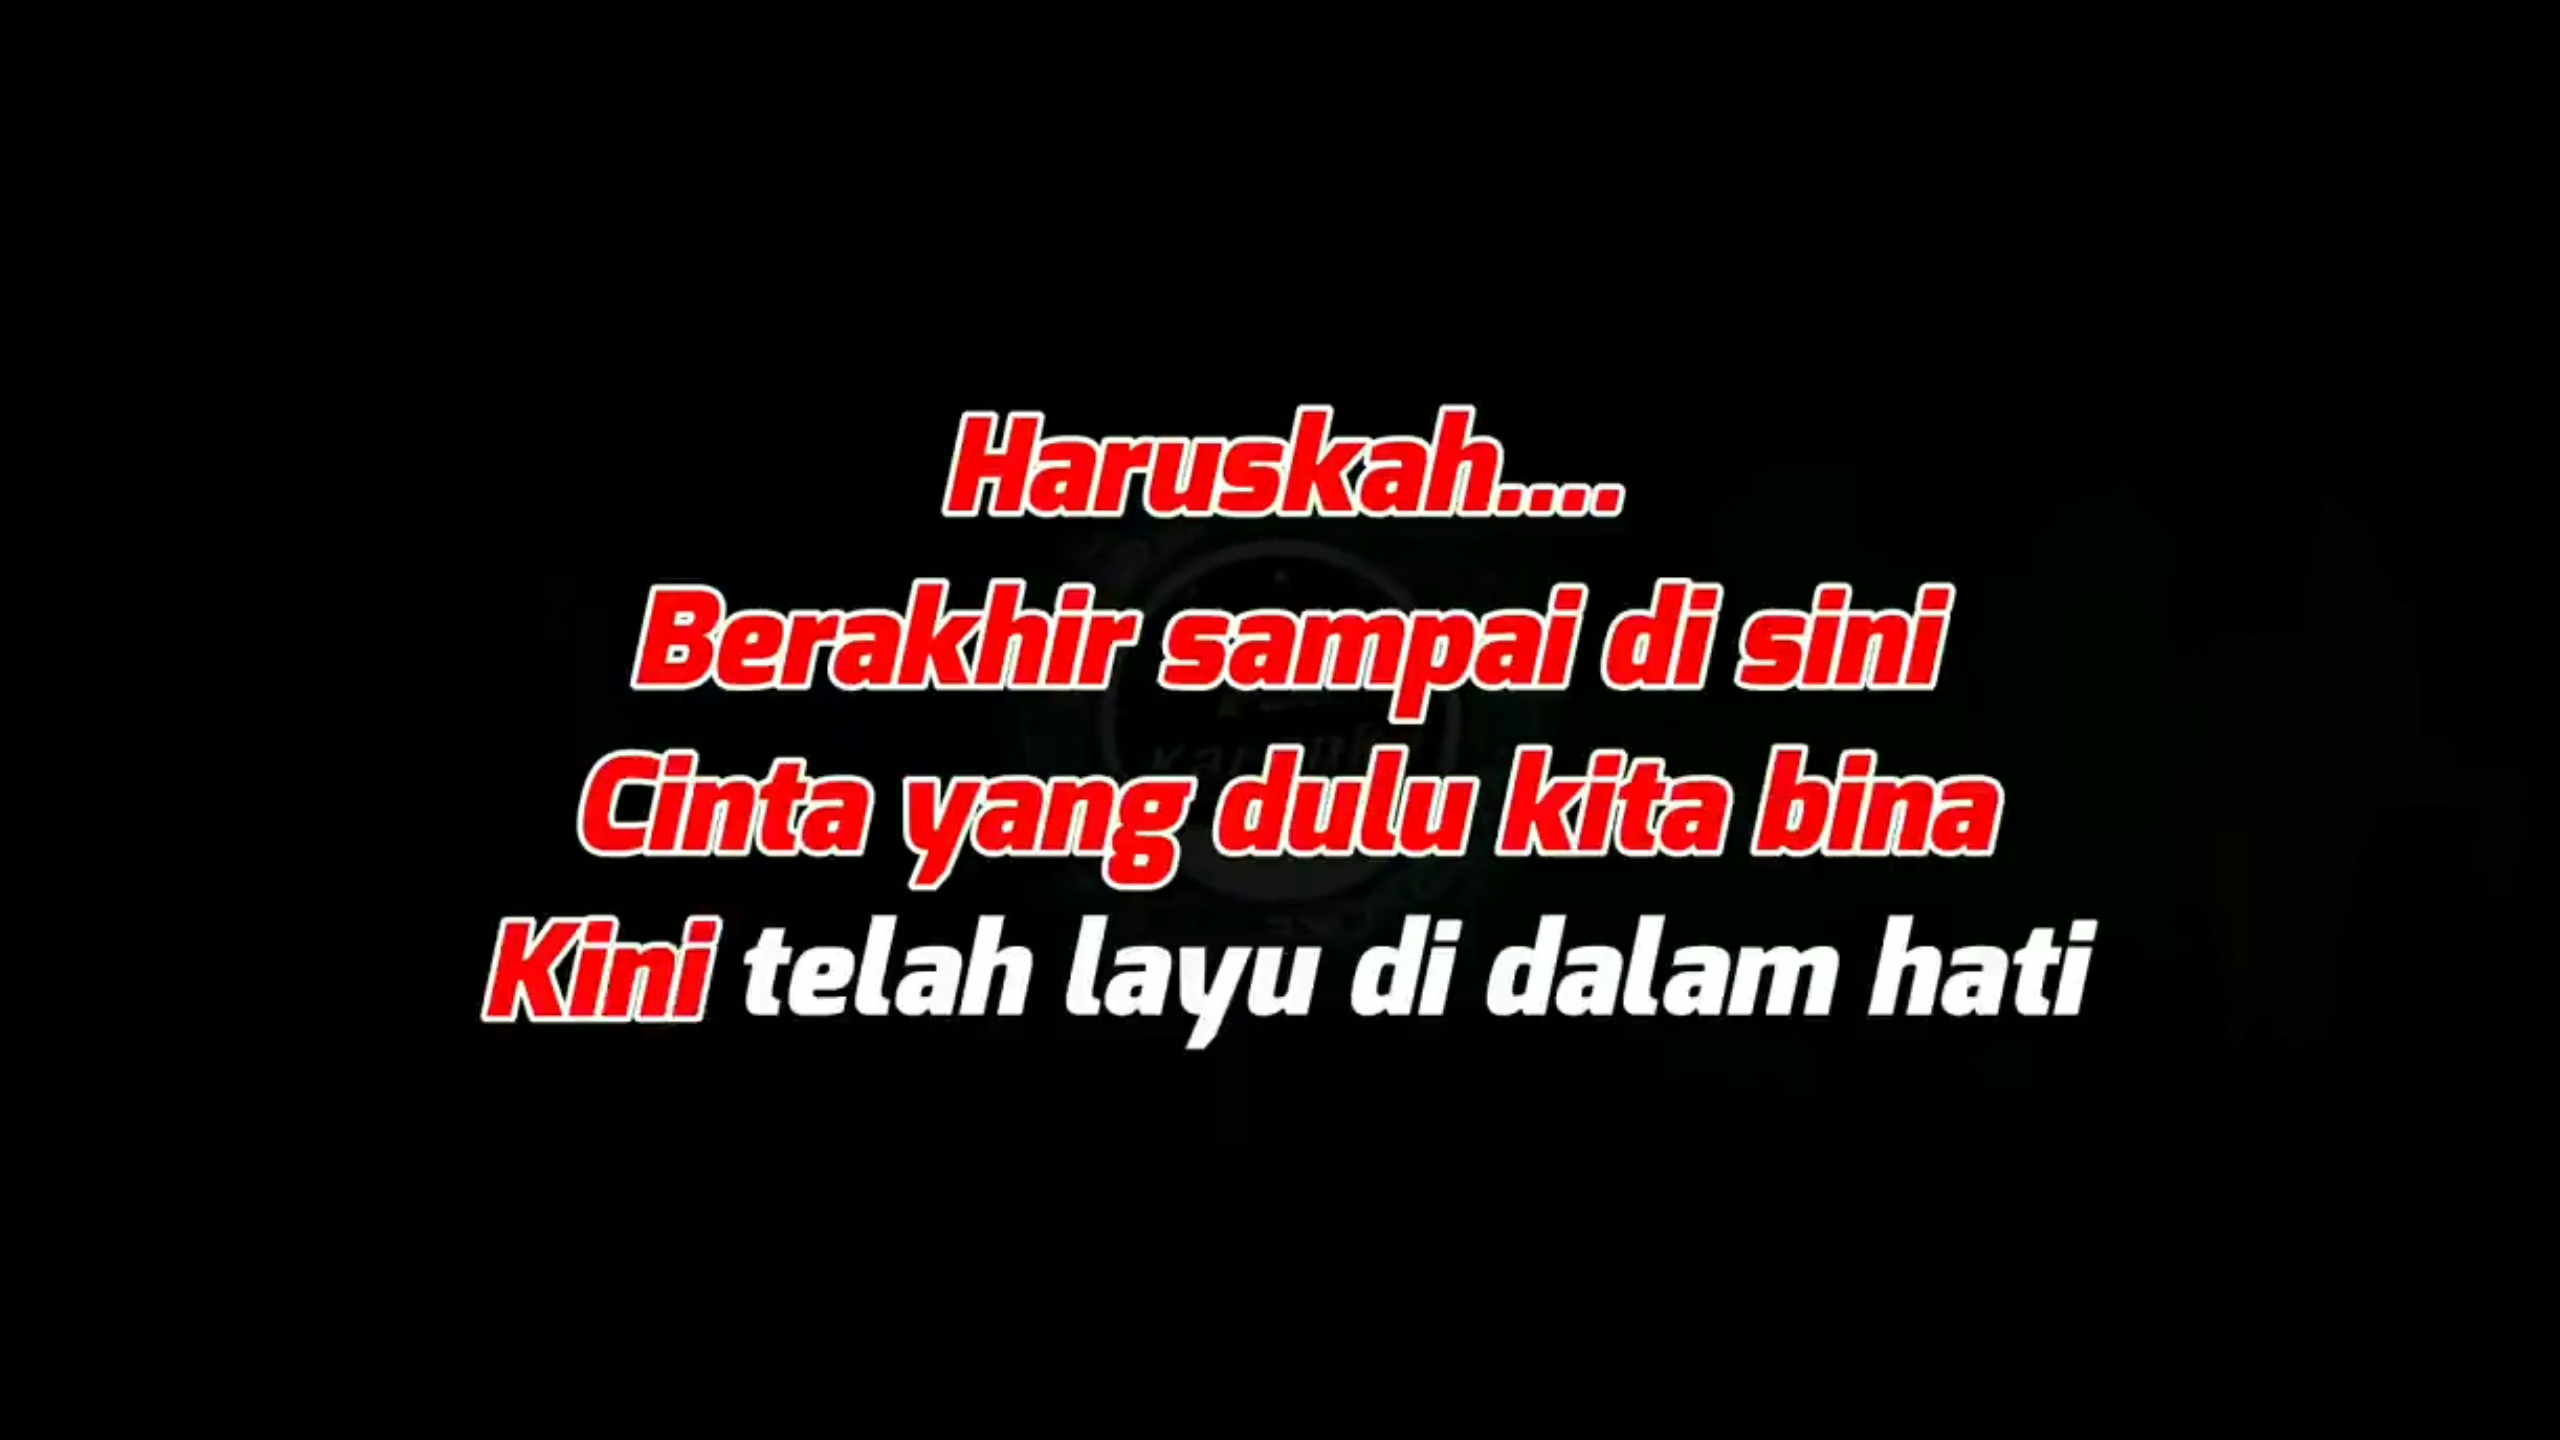 Haruskah....
Berakhir sampai di sini
Cinta yang dulu kita bina
Kini telah layu di dalam hati